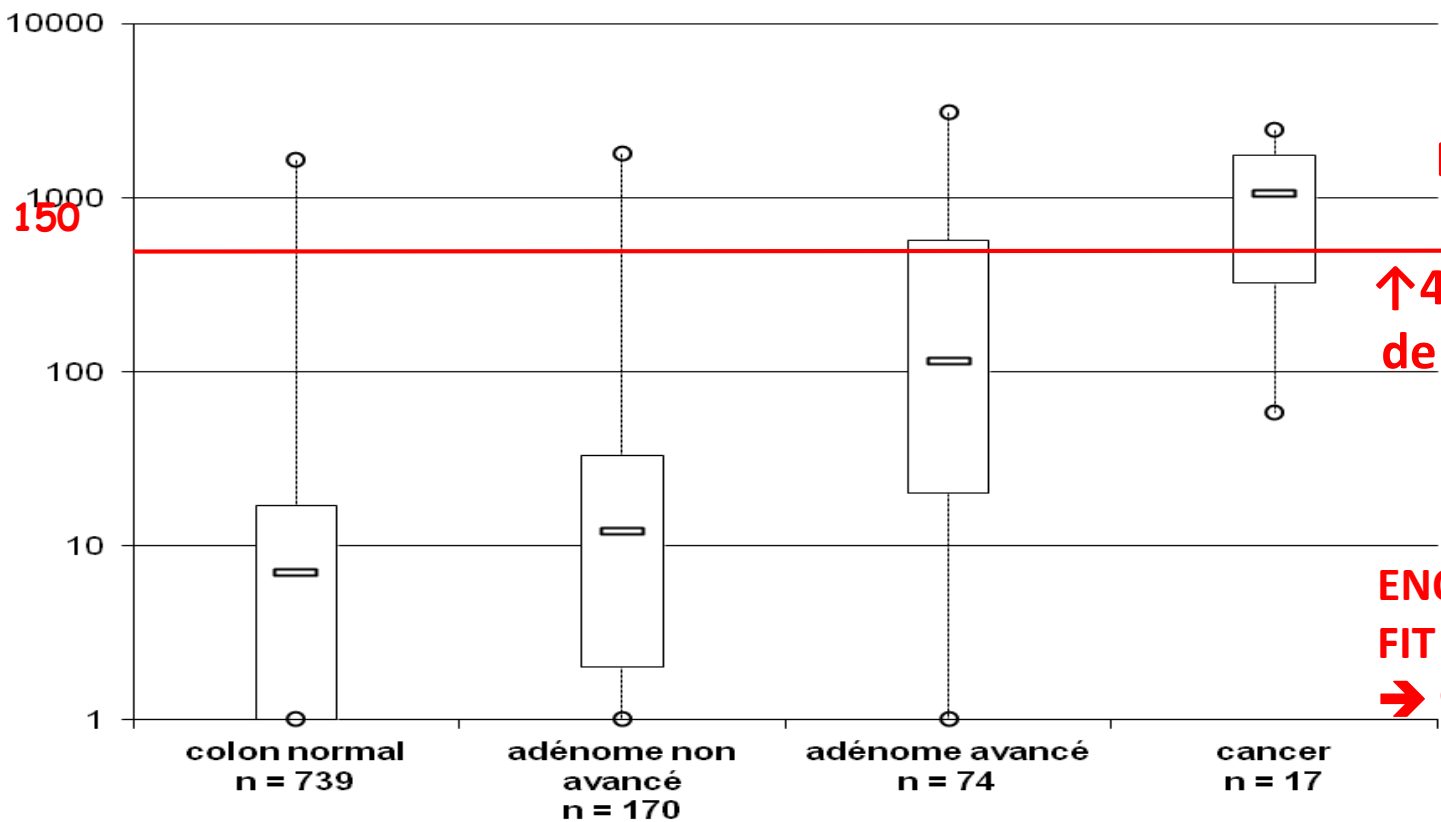 10000
1000
150
100
10
1
↑4
de
FIT
➔
colon normal
n = 739
adénome non
avancé
n = 170
adénome avancé
n = 74
cancer
n = 17